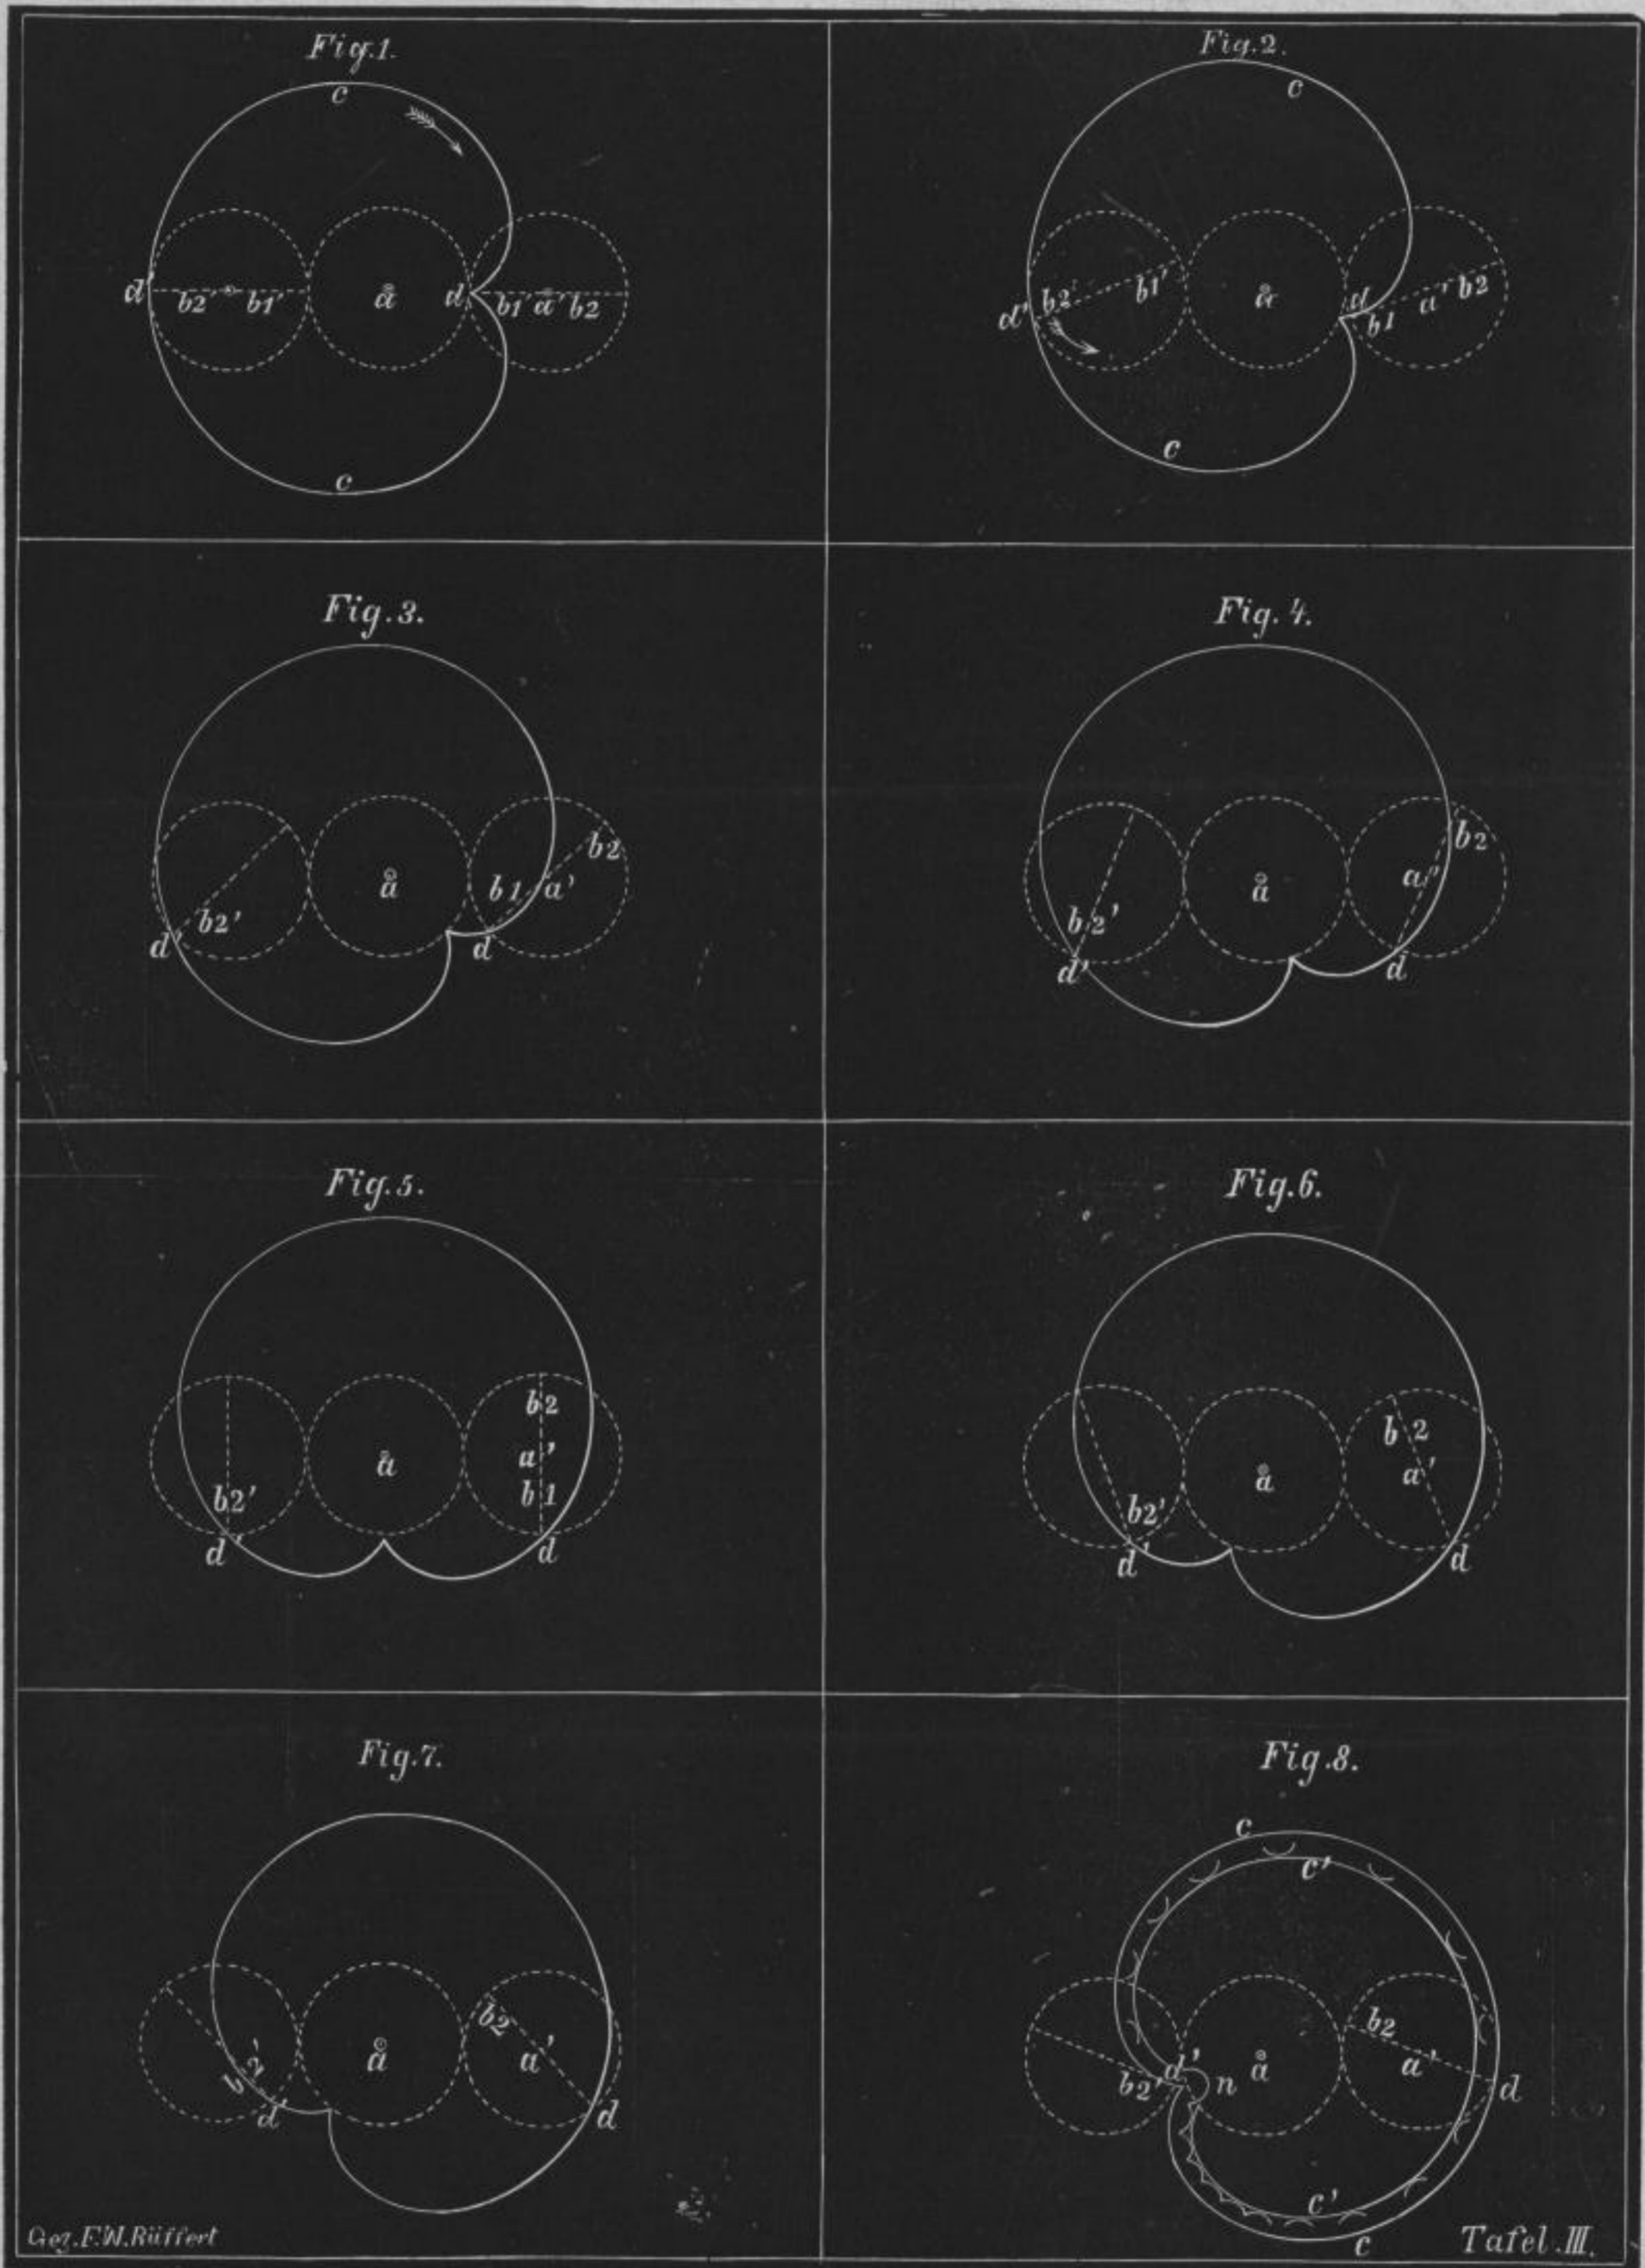 Fig.1.
c
d' b2' b1' a d b1' a' b2
c
Fig.2.
c
d' b2' b1' a d b1 a' b2
c
Fig.3.
b2
b1 a'
a
b2'
d' d
Fig.4.
b2
a a'
b2'
d' d
Fig.5.
b2
a a'
b2' b1
d' d
Fig.6.
b2
a a'
b2'
d' d
Fig.7.
b2
a a'
b2'
d' d
Fig.8.
c
c'
b2
a a'
d'
b2' n d
c'
c
Gez.F.W.Rüffert
Tafel.III.